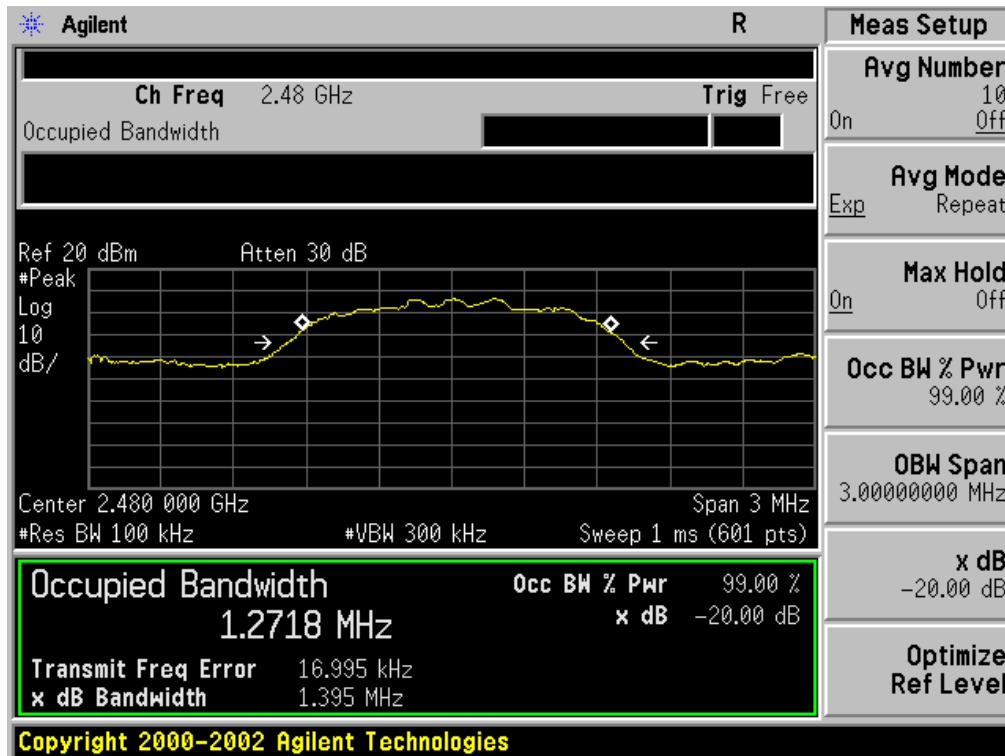 Agilent R
Ch Freq 2.48 GHz Trig Free
Occupied Bandwidth
Ref 20 dBm Atten 30 dB
#Peak
Log
10
dB/
Center 2.480 000 GHz Span 3 MHz
#Res BW 100 kHz #VBW 300 kHz Sweep 1 ms (601 pts)
Occupied Bandwidth
1.2718 MHz
Occ BW % Pwr 99.00 %
x dB -20.00 dB
Transmit Freq Error 16.995 kHz
x dB Bandwidth 1.395 MHz
Copyright 2000-2002 Agilent Technologies
Meas Setup
Avg Number
10
On Off
Avg Mode
Exp Repeat
Max Hold
On Off
Occ BW % Pwr
99.00 %
OBW Span
3.00000000 MHz
x dB
-20.00 dB
Optimize
Ref Level